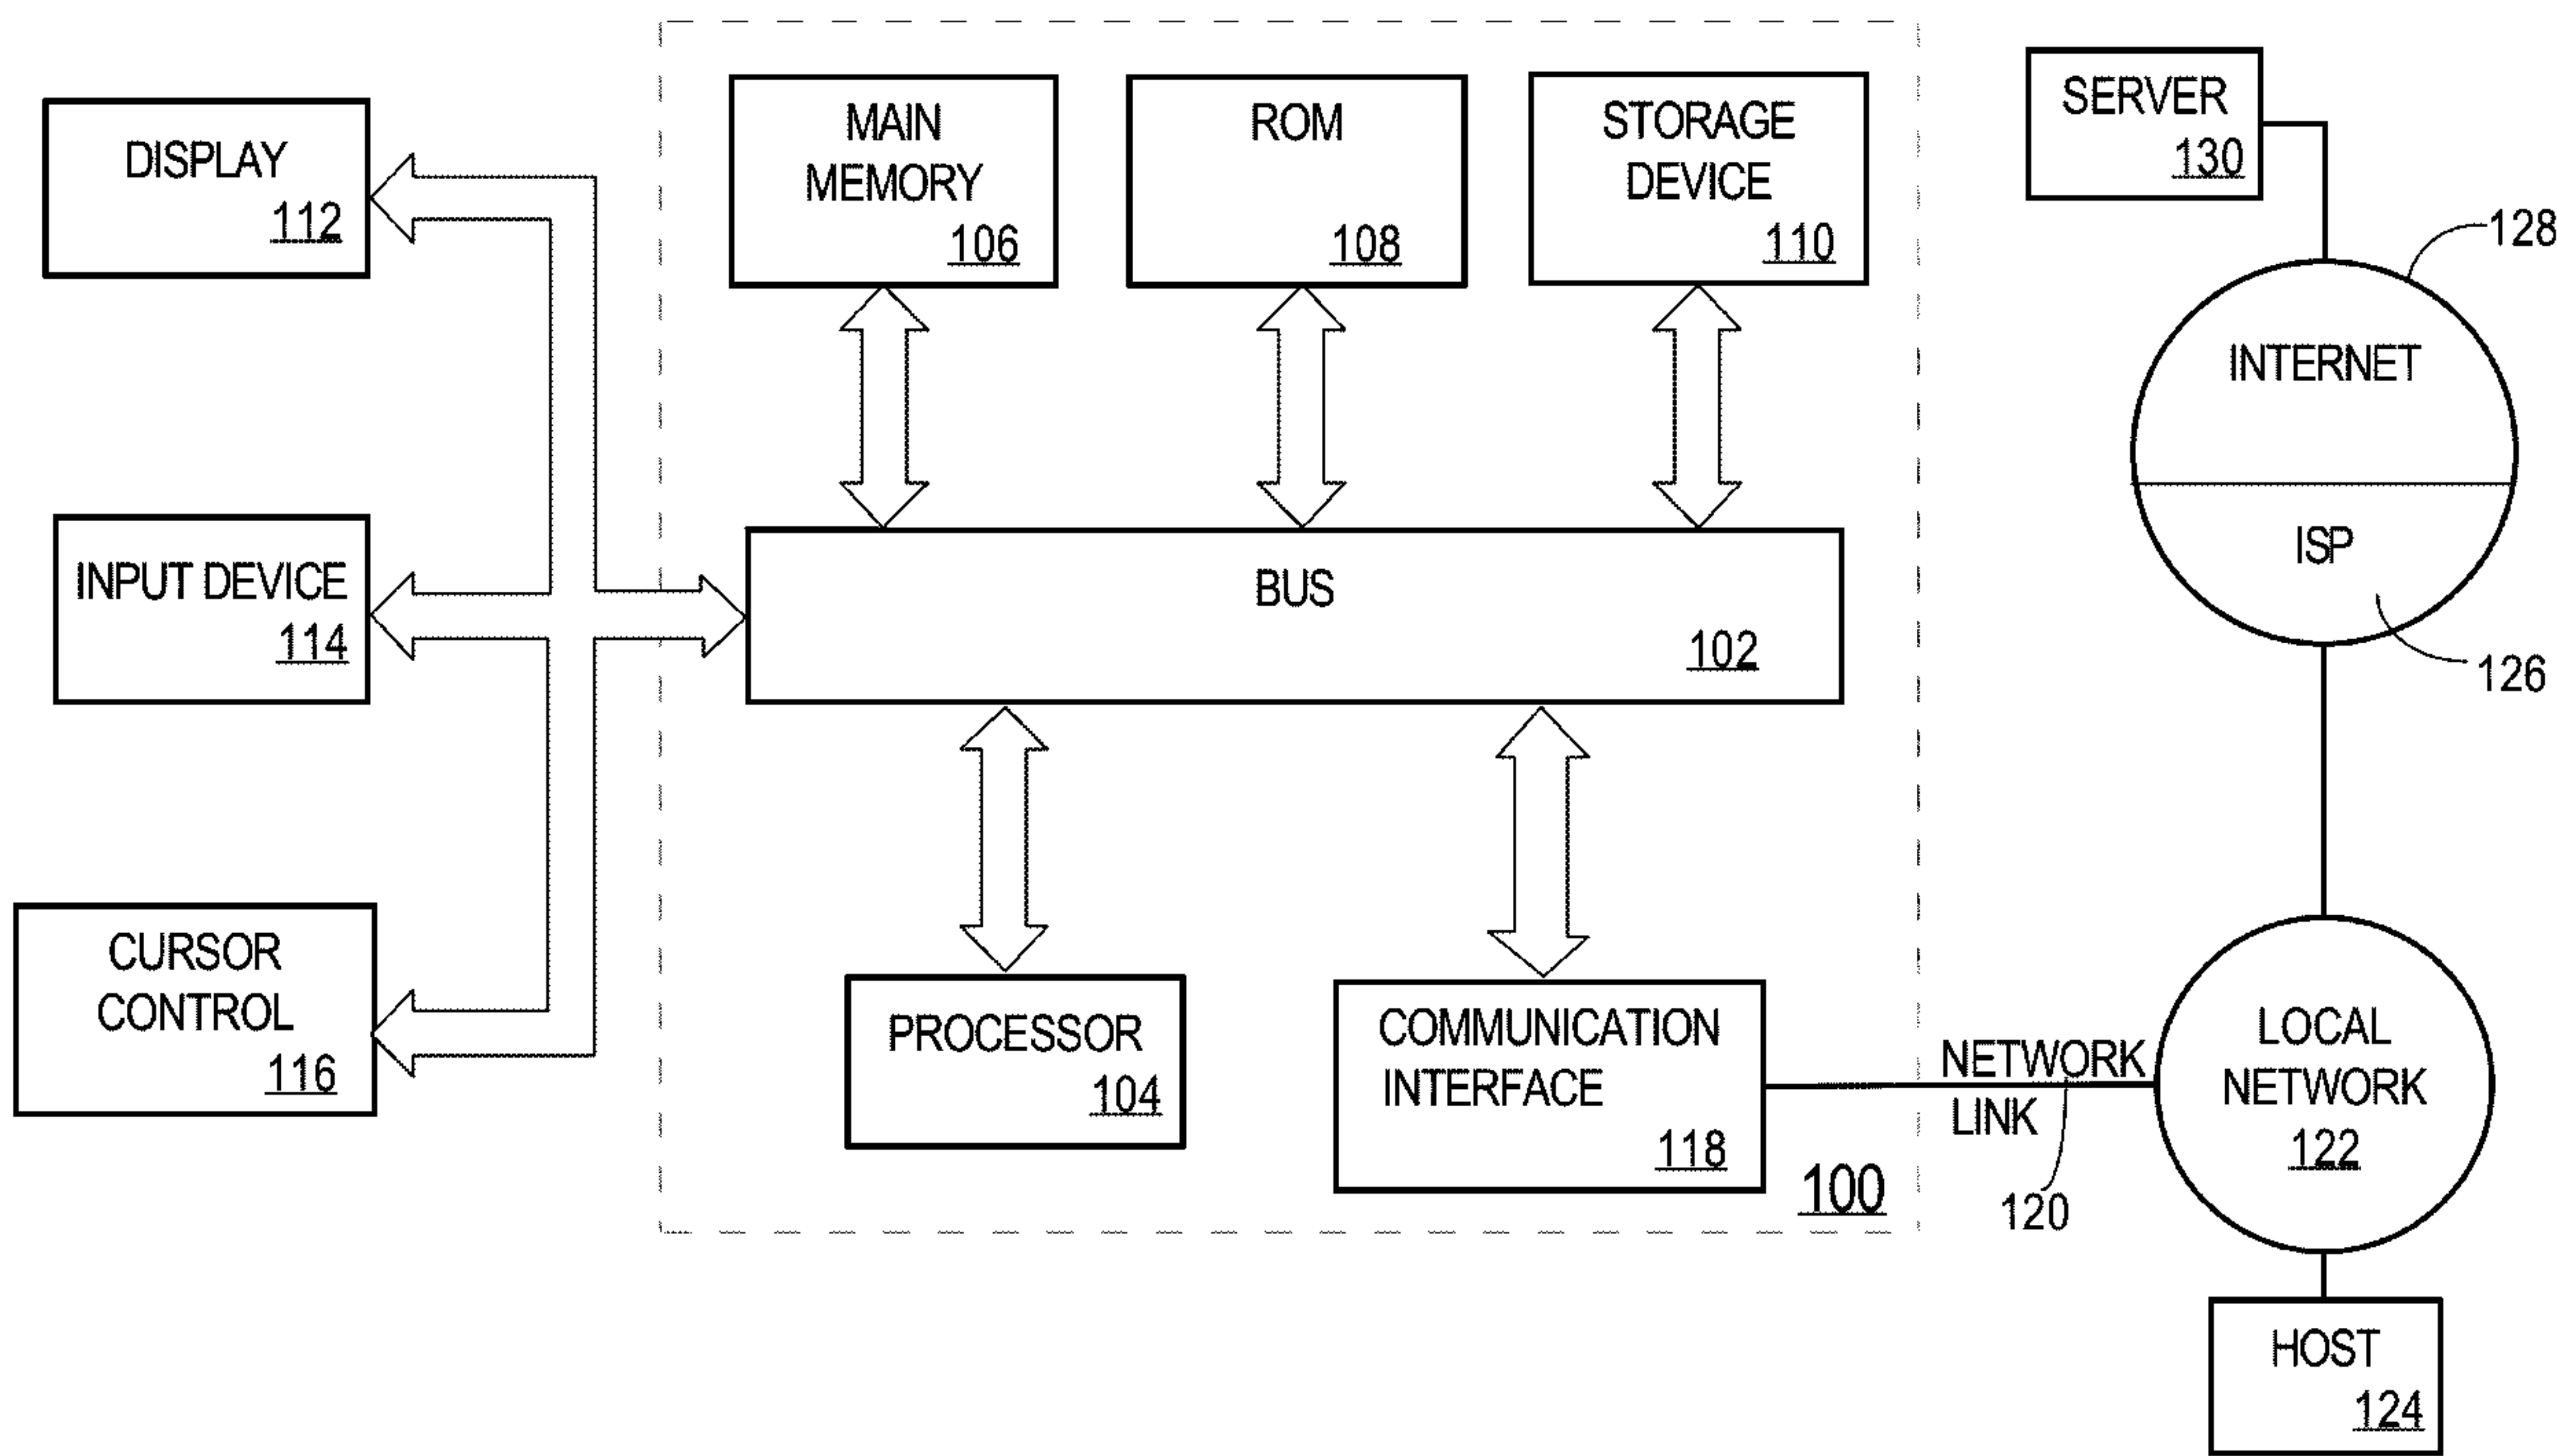 DISPLAY
112
INPUT DEVICE
114
CURSOR
CONTROL
116
MAIN
MEMORY
106
ROM
108
STORAGE
DEVICE
110
BUS
102
PROCESSOR
104
COMMUNICATION
INTERFACE
118
100
NETWORK
LINK
120
SERVER
130
128
INTERNET
ISP
126
LOCAL
NETWORK
122
HOST
124